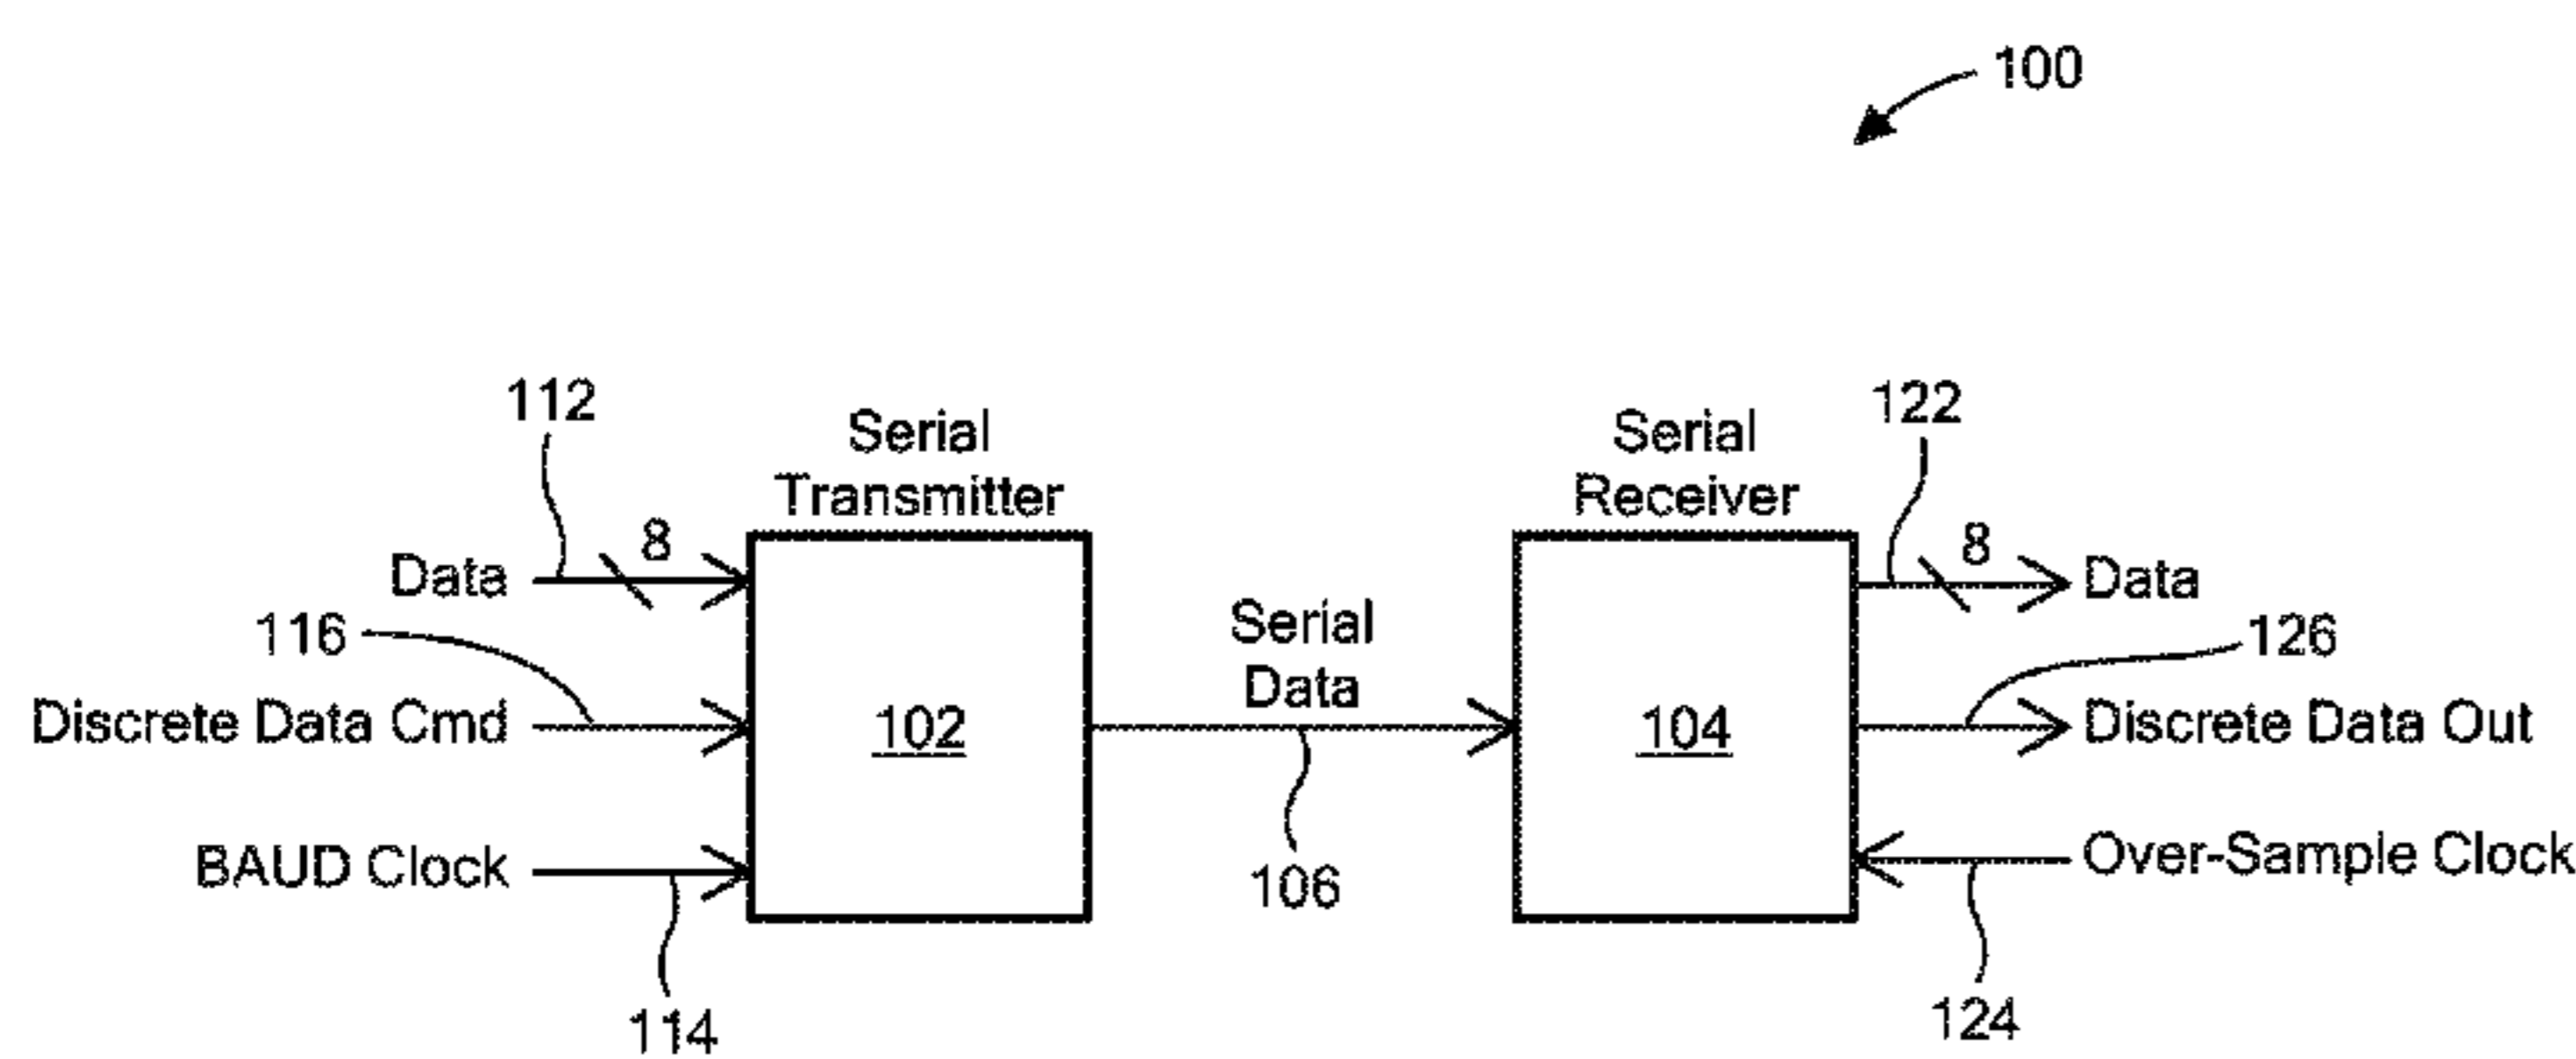 100
112
Serial
Transmitter
Serial
Receiver
122
8
8
Data
Data
116
Serial
Data
126
Discrete Data Cmd
102
104
Discrete Data Out
BAUD Clock
106
Over-Sample Clock
114
124